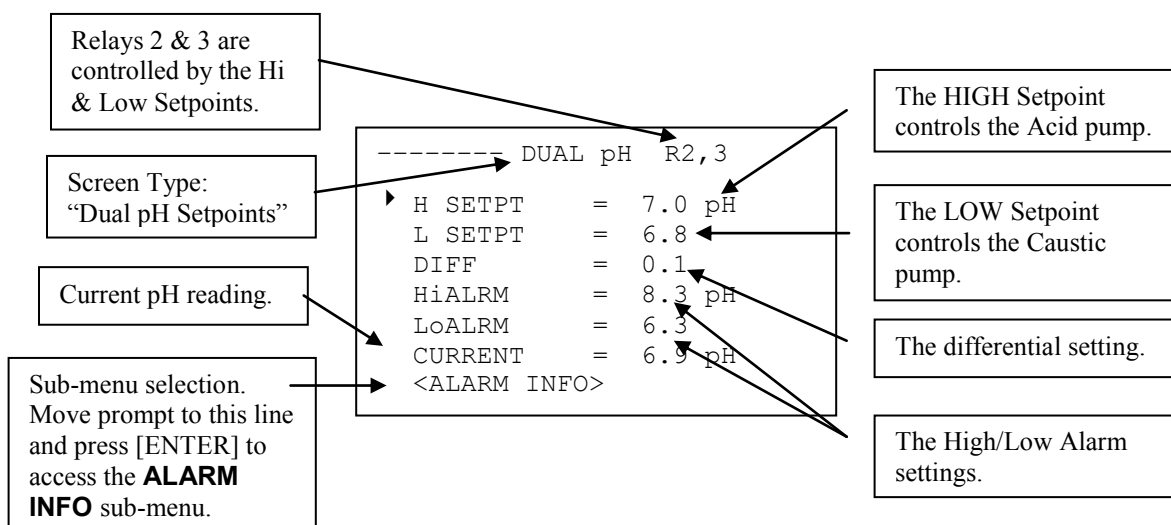 Relays 2 & 3 are
controlled by the Hi
& Low Setpoints.
Screen Type:
“Dual pH Setpoints”
Current pH reading.
Sub-menu selection.
Move prompt to this line
and press [ENTER] to
access the ALARM
INFO sub-menu.
-------- DUAL pH R2,3
H SETPT = 7.0 pH
L SETPT = 6.8
DIFF = 0.1
HiALRM = 8.3 pH
LoALRM = 6.3
CURRENT = 6.9 pH
<ALARM INFO>
The HIGH Setpoint
controls the Acid pump.
The LOW Setpoint
controls the Caustic
pump.
The differential setting.
The High/Low Alarm
settings.